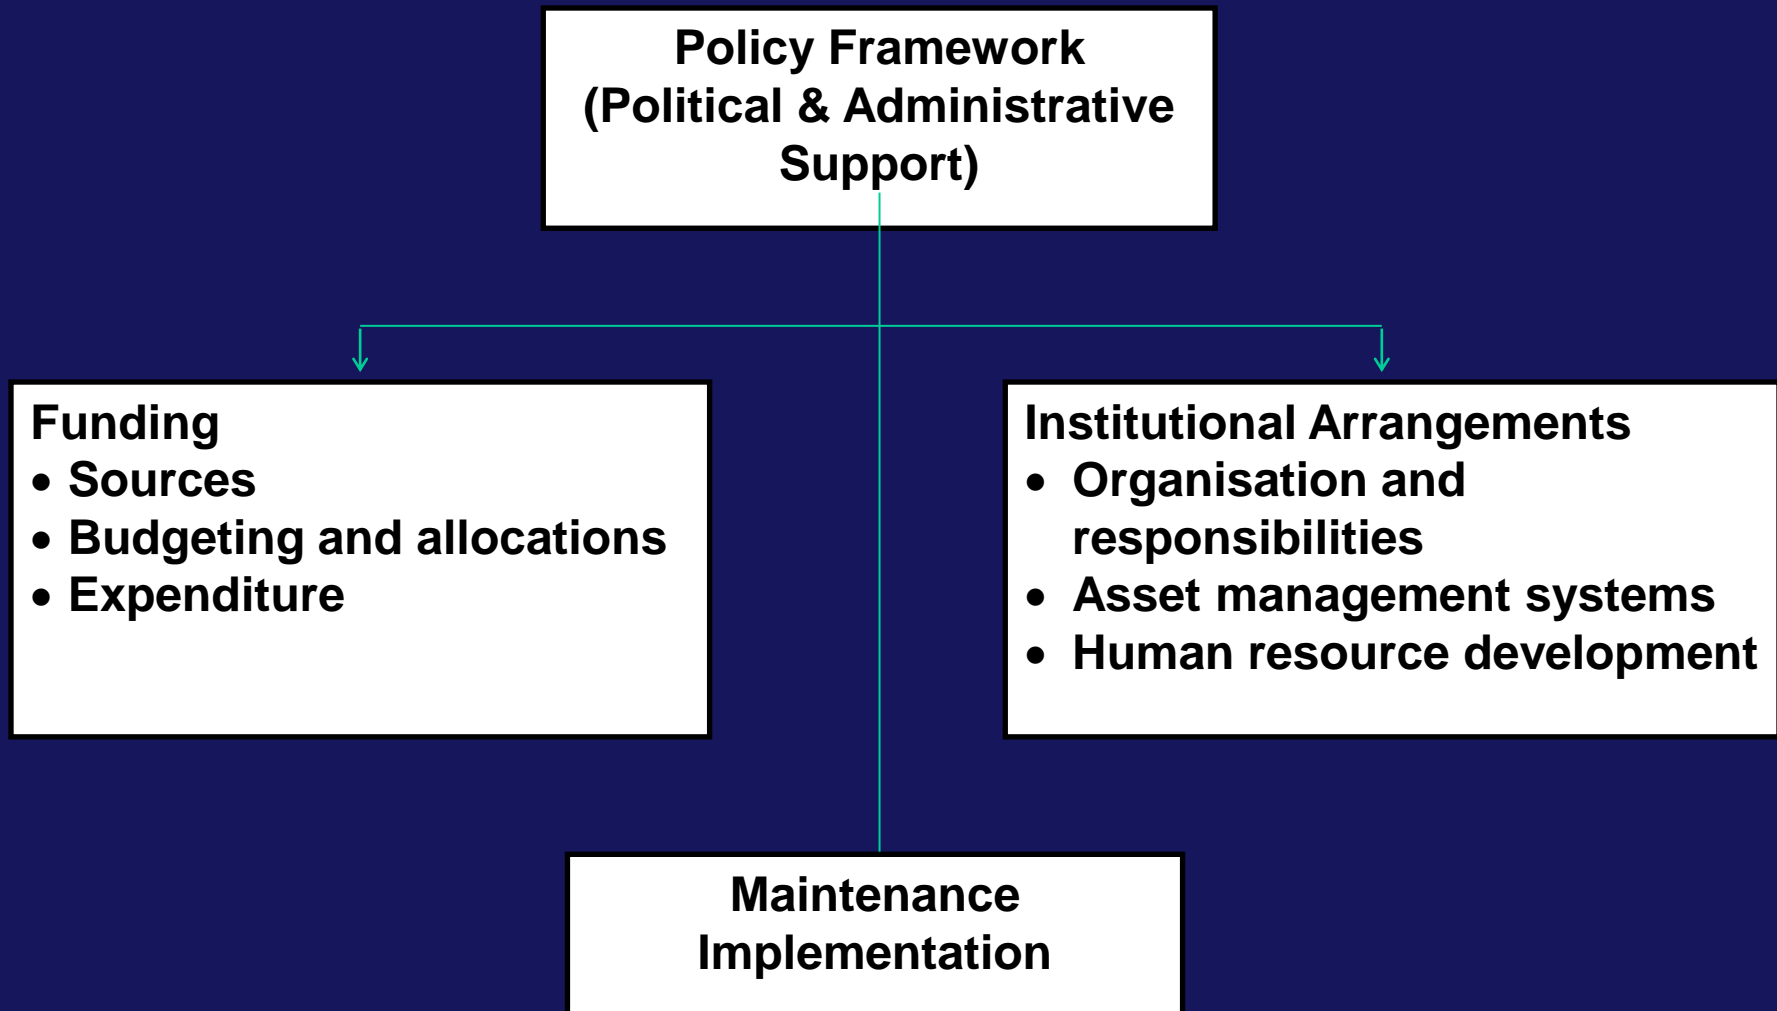 Policy Framework
(Political & Administrative
Support)
Funding
• Sources
• Budgeting and allocations
• Expenditure
Institutional Arrangements
• Organisation and
responsibilities
• Asset management systems
• Human resource development
Maintenance
Implementation